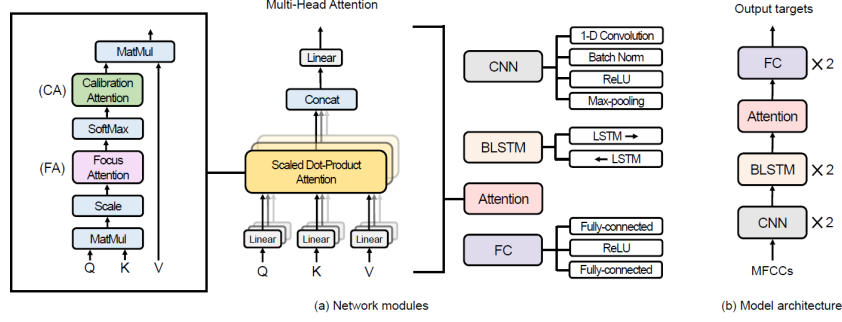 MatMul
(CA)
Calibration
Attention
SoftMax
(FA)
Focus
Attention
Scale
MatMul
Q
K
V
Multi-Head Attention
Linear
Concat
Scaled Dot-Product
Attention
Linear
Linear
Linear
Q
K
V
CNN
1-D Convolution
Batch Norm
ReLU
Max-pooling
BLSTM
LSTM →
← LSTM
Attention
FC
Fully-connected
ReLU
Fully-connected
(a) Network modules
Output targets
FC
X 2
Attention
BLSTM
X 2
CNN
X 2
MFCCs
(b) Model architecture